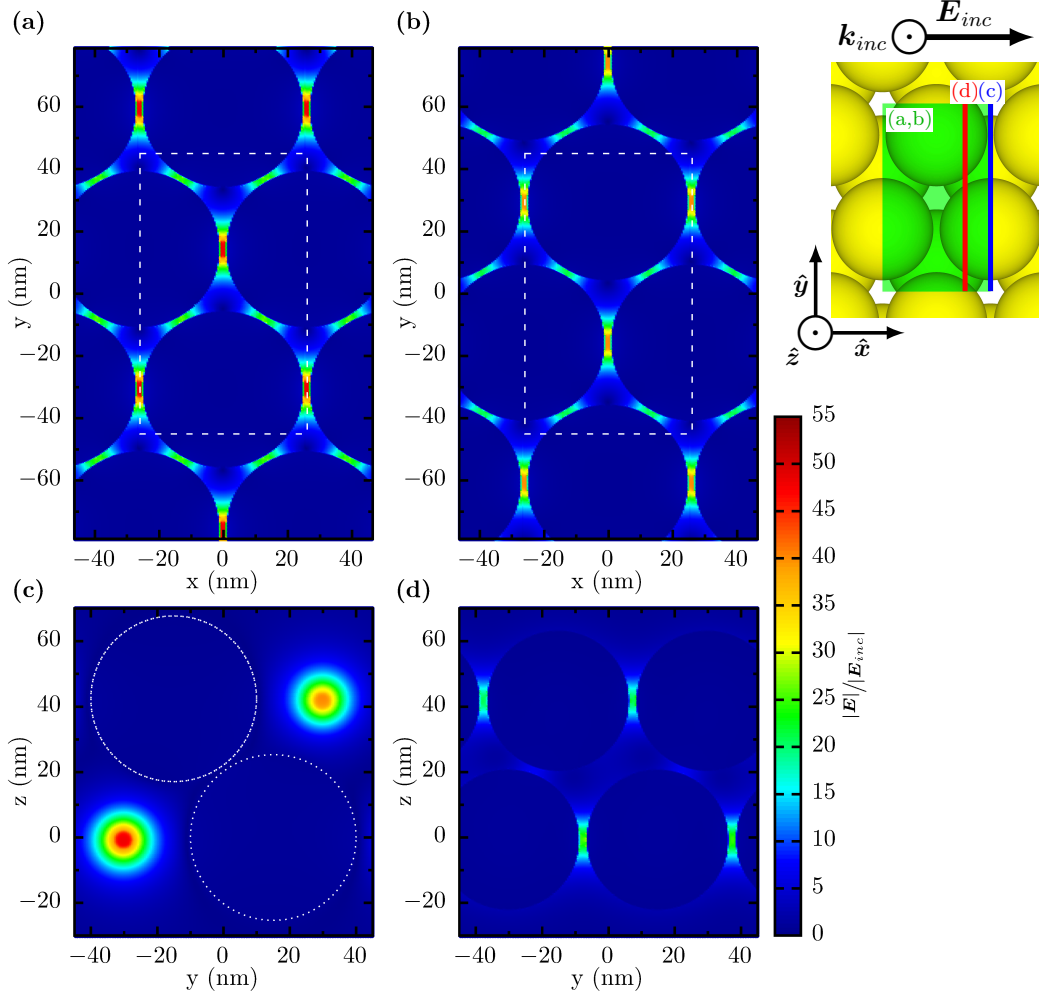 (a)
(b)
k_inc
E_inc
(d) (c)
(a,b)
ŷ
ẑ
x̂
60
40
20
0
−20
−40
−60
y (nm)
−40 −20 0 20 40
x (nm)
60
40
20
0
−20
−40
−60
y (nm)
−40 −20 0 20 40
x (nm)
(c)
(d)
60
40
20
0
−20
z (nm)
−40 −20 0 20 40
y (nm)
60
40
20
0
−20
z (nm)
−40 −20 0 20 40
y (nm)
55
50
45
40
35
30
25
20
15
10
5
0
|E|/|E_inc|